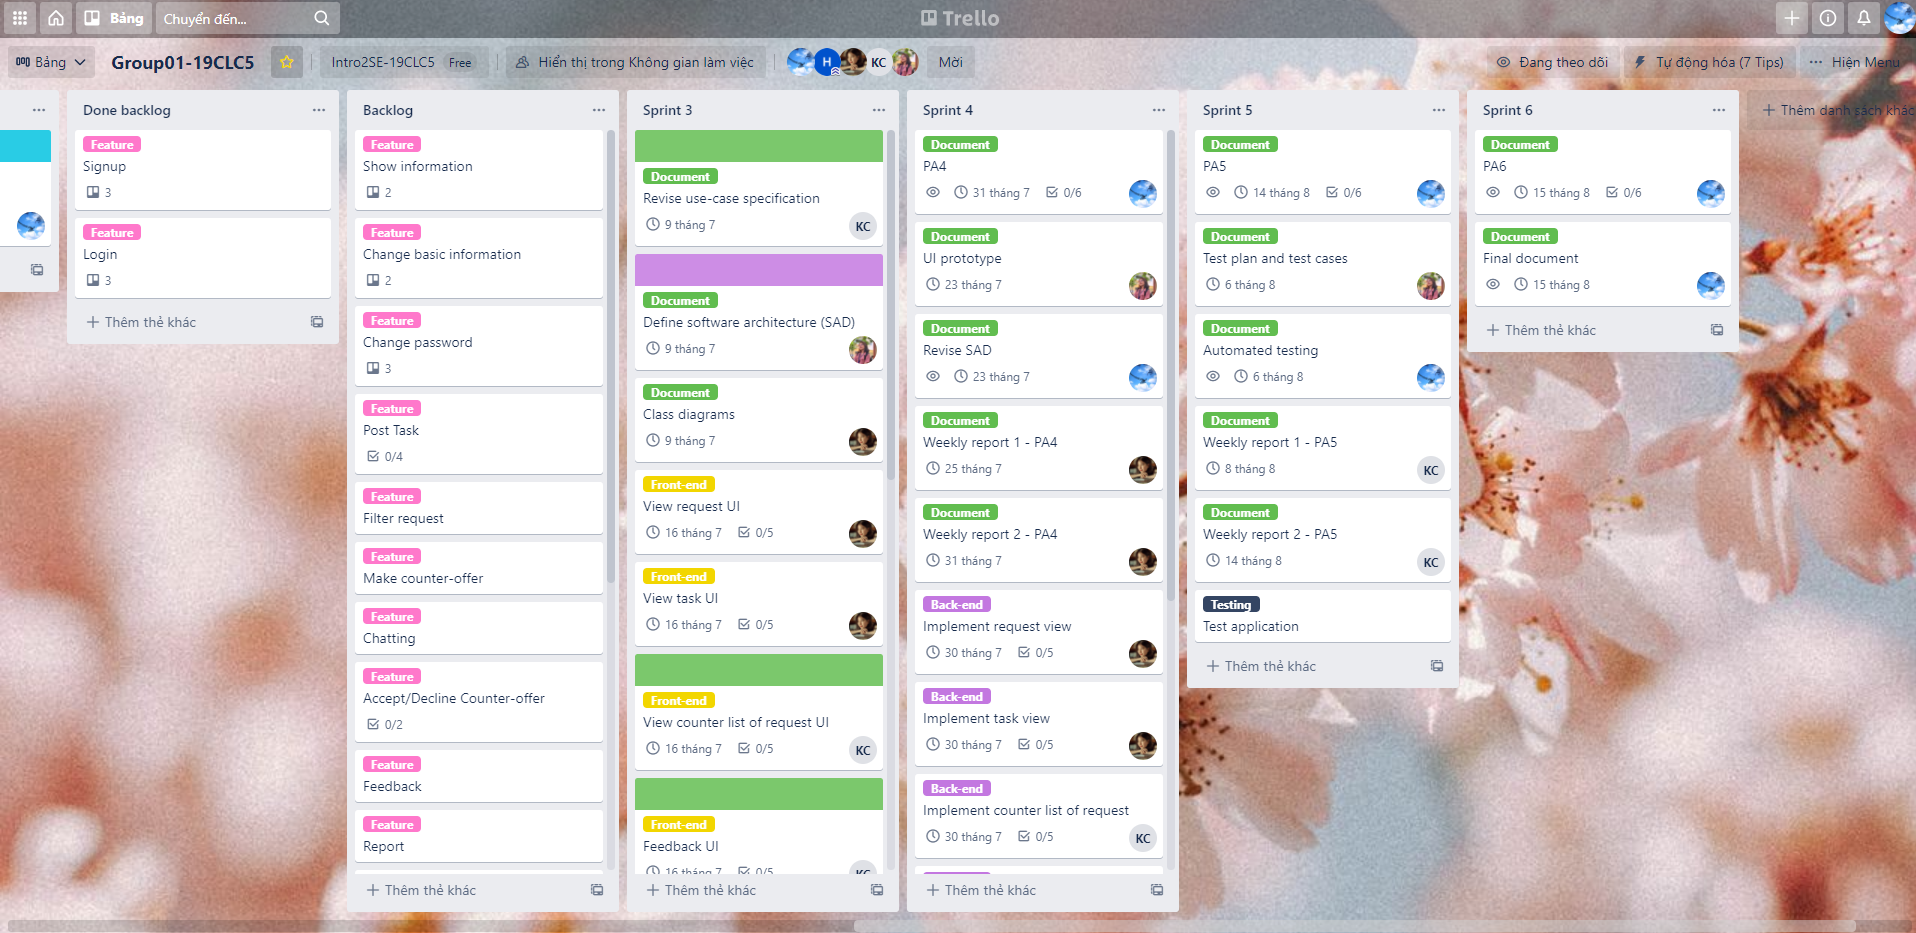 Bảng
Chuyển đến...
Trello
Bảng
Group01-19CLC5
Intro2SE-19CLC5 Free
Hiển thị trong Không gian làm việc
H
KC
Mời
Đang theo dõi
Tự động hóa (7 Tips)
Hiện Menu
Done backlog
Feature
Signup
3
Feature
Login
3
Thêm thẻ khác
Backlog
Feature
Show information
2
Feature
Change basic information
2
Feature
Change password
3
Feature
Post Task
0/4
Feature
Filter request
Feature
Make counter-offer
Feature
Chatting
Feature
Accept/Decline Counter-offer
0/2
Feature
Feedback
Feature
Report
Thêm thẻ khác
Sprint 3
Document
Revise use-case specification
9 tháng 7
KC
Document
Define software architecture (SAD)
9 tháng 7
Document
Class diagrams
9 tháng 7
Front-end
View request UI
16 tháng 7 0/5
Front-end
View task UI
16 tháng 7 0/5
Front-end
View counter list of request UI
16 tháng 7 0/5
KC
Front-end
Feedback UI
16 tháng 7 0/5
KC
Thêm thẻ khác
Sprint 4
Document
PA4
31 tháng 7 0/6
Document
UI prototype
23 tháng 7
Document
Revise SAD
23 tháng 7
Document
Weekly report 1 - PA4
25 tháng 7
Document
Weekly report 2 - PA4
31 tháng 7
Back-end
Implement request view
30 tháng 7 0/5
Back-end
Implement task view
30 tháng 7 0/5
Back-end
Implement counter list of request
30 tháng 7 0/5
KC
Thêm thẻ khác
Sprint 5
Document
PA5
14 tháng 8 0/6
Document
Test plan and test cases
6 tháng 8
Document
Automated testing
6 tháng 8
Document
Weekly report 1 - PA5
8 tháng 8
KC
Document
Weekly report 2 - PA5
14 tháng 8
KC
Testing
Test application
Thêm thẻ khác
Sprint 6
Document
PA6
15 tháng 8 0/6
Document
Final document
15 tháng 8
Thêm thẻ khác
Thêm danh sách khác